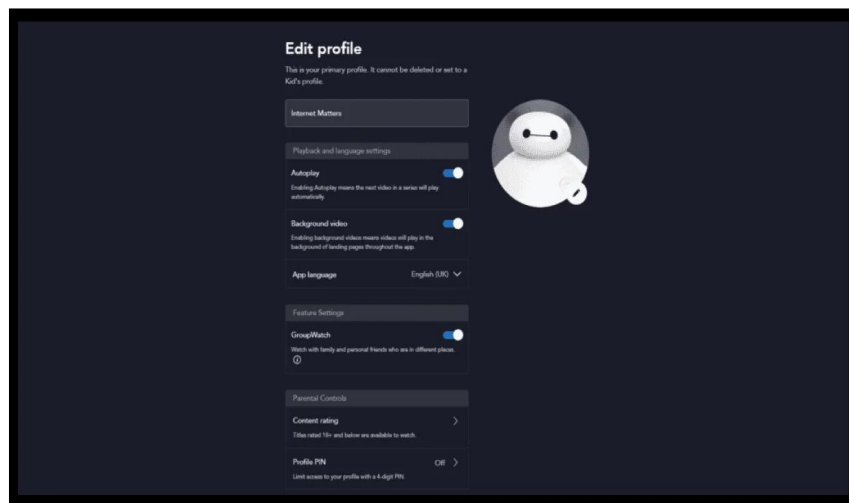 Edit profile
This is your primary profile. It cannot be deleted or set to a
Kid's profile.
Internet Matters
Playback and language settings
Autoplay
Enabling Autoplay means the next video in a series will play
automatically
Background video
Enabling background videos means videos will play in the
background of landing pages throughout the app.
App language English (UK)
Feature Settings
GroupWatch
Watch with family and personal friends who are in different places.
Parental Controls
Content rating
Titles rated 18+ and below are available to watch.
Profile PIN Off
Limit access to your profile with a 4-digit PIN.